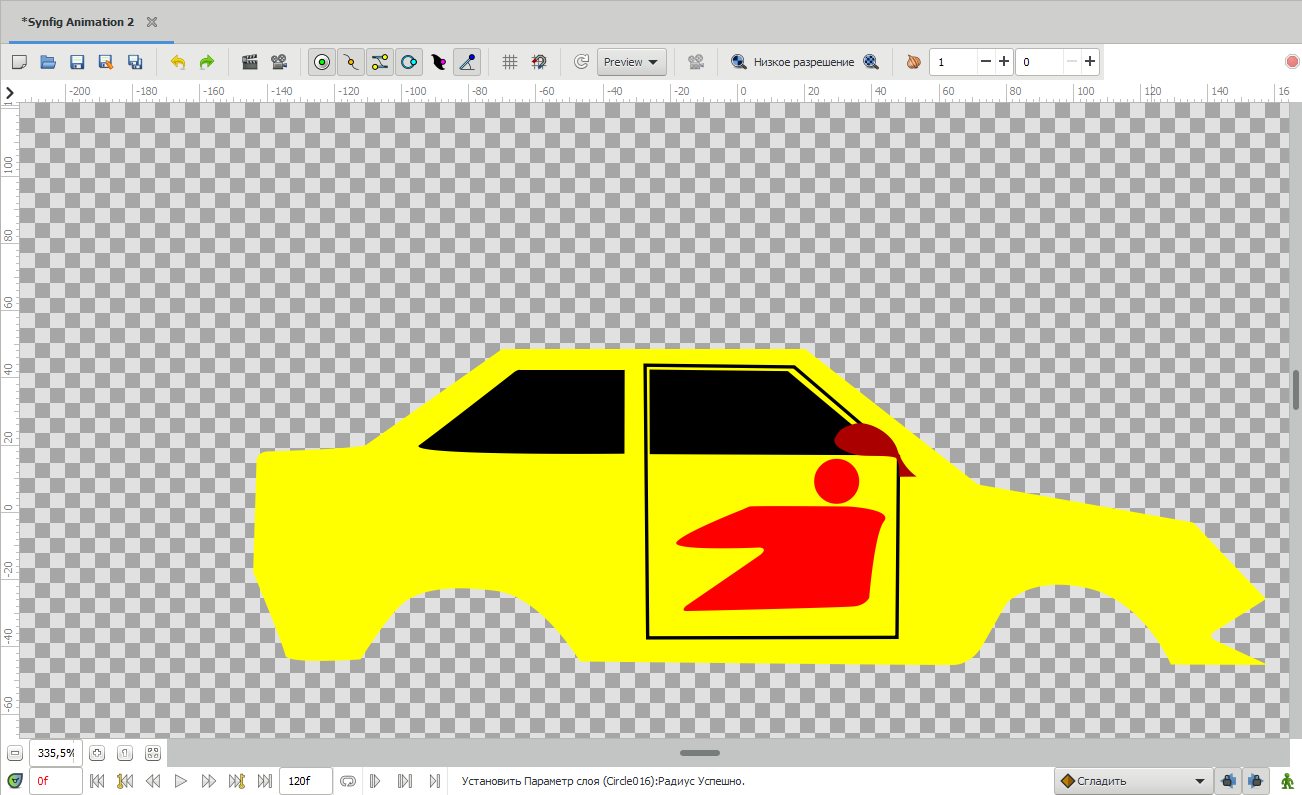 *Synfig Animation 2
Preview
Низкое разрешение
1
0
-200 -180 -160 -140 -120 -100 -80 -60 -40 -20 0 20 40 60 80 100 120 140 16
100
80
60
40
20
0
-20
-40
-60
335,5%
0f
120f
Установить Параметр слоя (Circle016):Радиус Успешно.
Сгладить